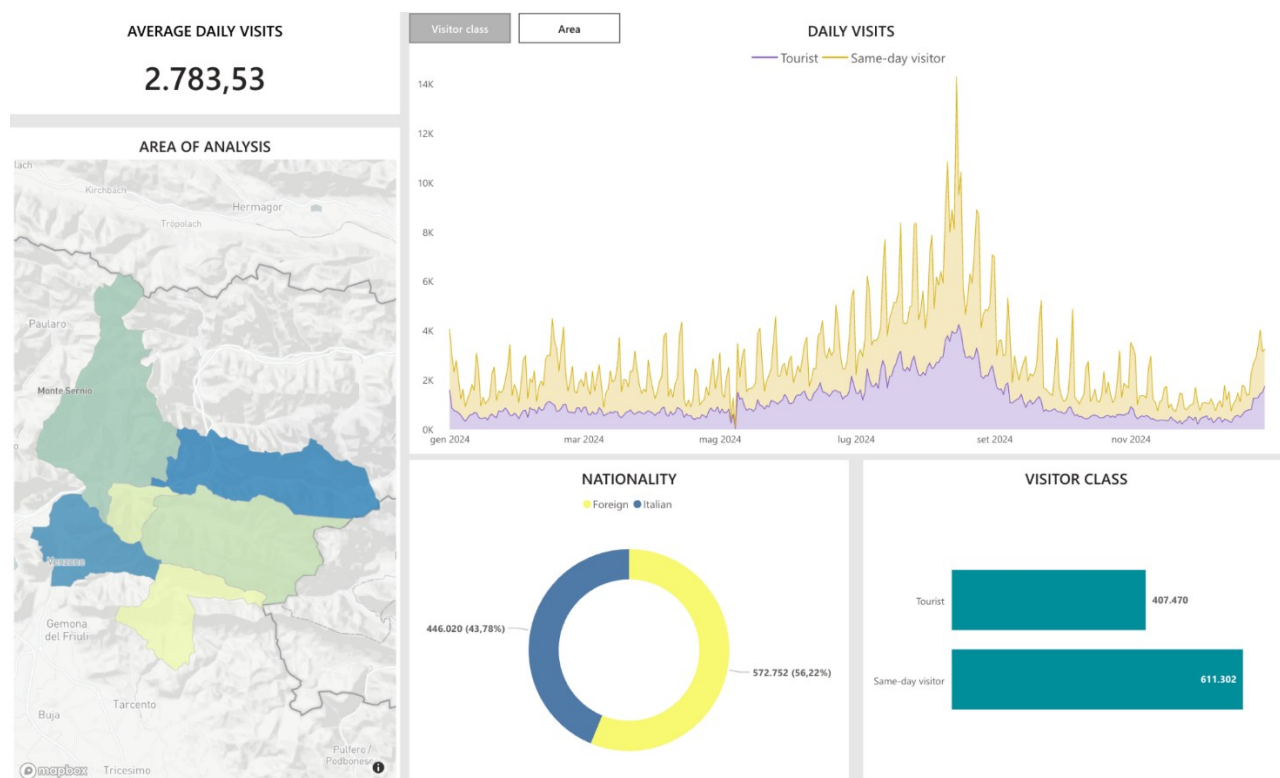 AVERAGE DAILY VISITS
2.783,53
AREA OF ANALYSIS
Kirchbach
Hermagor
Tröpolach
Paularo
Monte Sernio
Venzone
Gemona
del Friuli
Buja
Tarcento
Pulfero /
Podbonese
Tricesimo
mapbox
Visitor class
Area
DAILY VISITS
Tourist
Same-day visitor
14K
12K
10K
8K
6K
4K
2K
0K
gen 2024
mar 2024
mag 2024
lug 2024
set 2024
nov 2024
NATIONALITY
Foreign
Italian
446.020 (43,78%)
572.752 (56,22%)
VISITOR CLASS
Tourist
407.470
Same-day visitor
611.302